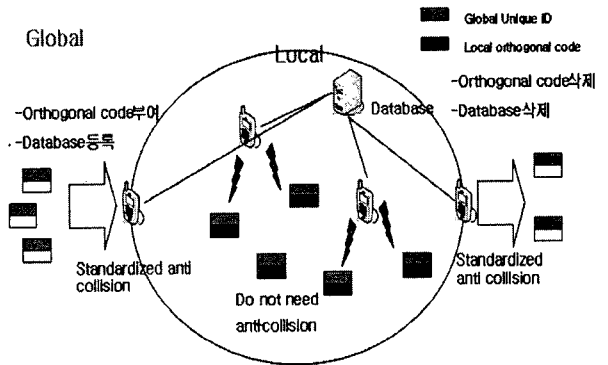 Global
Local
Global Unique ID
Local orthogonal code
-Orthogonal code부여
-Database등록
Database
-Orthogonal code삭제
-Database삭제
Standardized anti
collision
Do not need
anti-collision
Standardized
anti collision